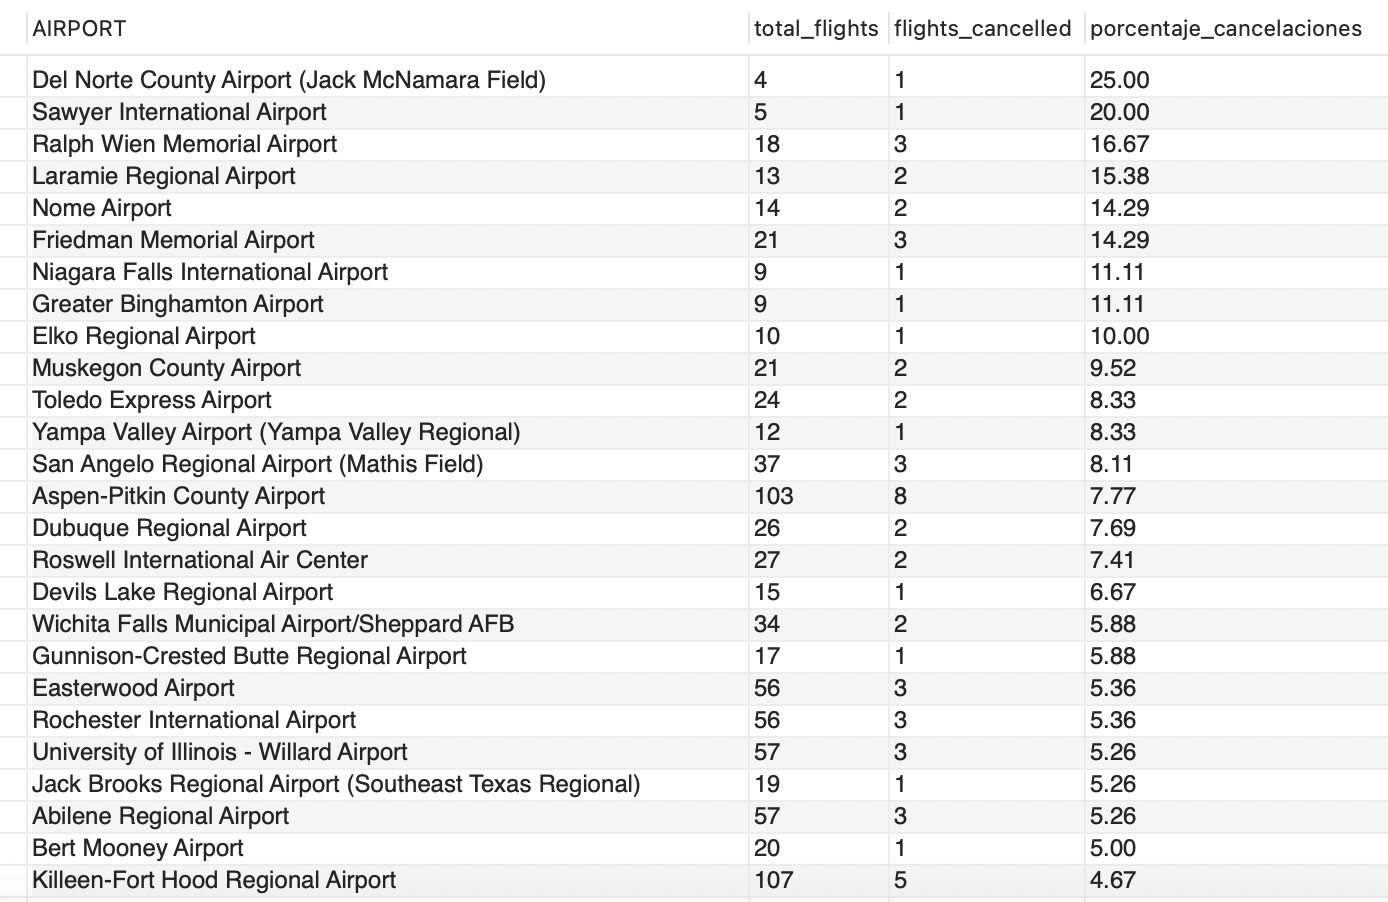 AIRPORT total_flights flights_cancelled porcentaje_cancelaciones
Del Norte County Airport (Jack McNamara Field) 4 1 25.00
Sawyer International Airport 5 1 20.00
Ralph Wien Memorial Airport 18 3 16.67
Laramie Regional Airport 13 2 15.38
Nome Airport 14 2 14.29
Friedman Memorial Airport 21 3 14.29
Niagara Falls International Airport 9 1 11.11
Greater Binghamton Airport 9 1 11.11
Elko Regional Airport 10 1 10.00
Muskegon County Airport 21 2 9.52
Toledo Express Airport 24 2 8.33
Yampa Valley Airport (Yampa Valley Regional) 12 1 8.33
San Angelo Regional Airport (Mathis Field) 37 3 8.11
Aspen-Pitkin County Airport 103 8 7.77
Dubuque Regional Airport 26 2 7.69
Roswell International Air Center 27 2 7.41
Devils Lake Regional Airport 15 1 6.67
Wichita Falls Municipal Airport/Sheppard AFB 34 2 5.88
Gunnison-Crested Butte Regional Airport 17 1 5.88
Easterwood Airport 56 3 5.36
Rochester International Airport 56 3 5.36
University of Illinois - Willard Airport 57 3 5.26
Jack Brooks Regional Airport (Southeast Texas Regional) 19 1 5.26
Abilene Regional Airport 57 3 5.26
Bert Mooney Airport 20 1 5.00
Killeen-Fort Hood Regional Airport 107 5 4.67